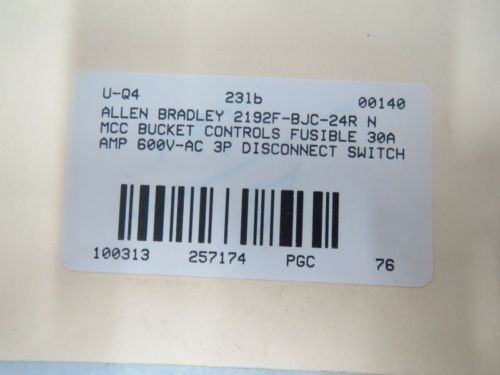 U-Q4 23lb 00140
ALLEN BRADLEY 2192F-BJC-24R N
MCC BUCKET CONTROLS FUSIBLE 30A
AMP 600V-AC 3P DISCONNECT SWITCH
100313 257174 PGC 76